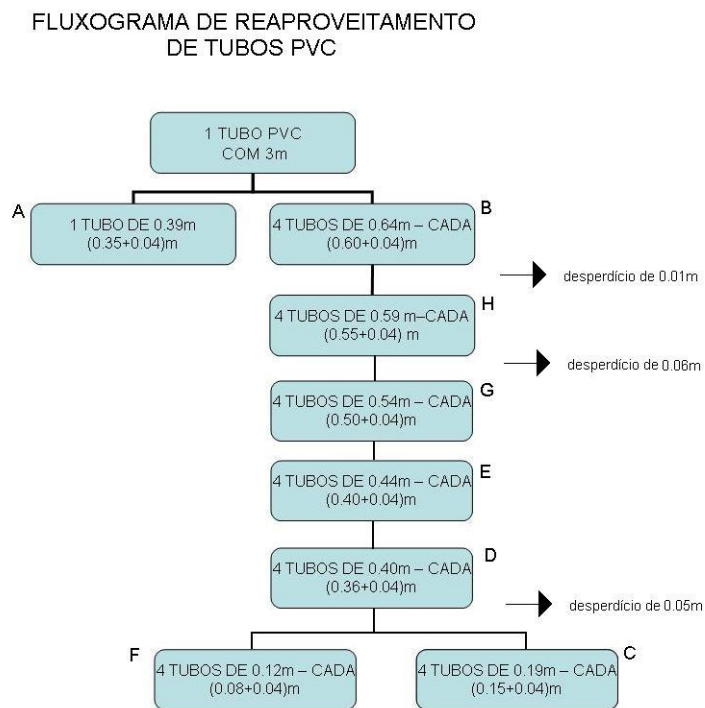 FLUXOGRAMA DE REAPROVEITAMENTO
DE TUBOS PVC
1 TUBO PVC
COM 3m
A
1 TUBO DE 0.39m
(0.35+0.04)m
B
4 TUBOS DE 0.64m – CADA
(0.60+0.04)m
desperdício de 0.01m
H
4 TUBOS DE 0.59 m–CADA
(0.55+0.04) m
desperdício de 0.06m
G
4 TUBOS DE 0.54m – CADA
(0.50+0.04)m
E
4 TUBOS DE 0.44m – CADA
(0.40+0.04)m
D
4 TUBOS DE 0.40m – CADA
(0.36+0.04)m
desperdício de 0.05m
F
4 TUBOS DE 0.12m – CADA
(0.08+0.04)m
C
4 TUBOS DE 0.19m – CADA
(0.15+0.04)m